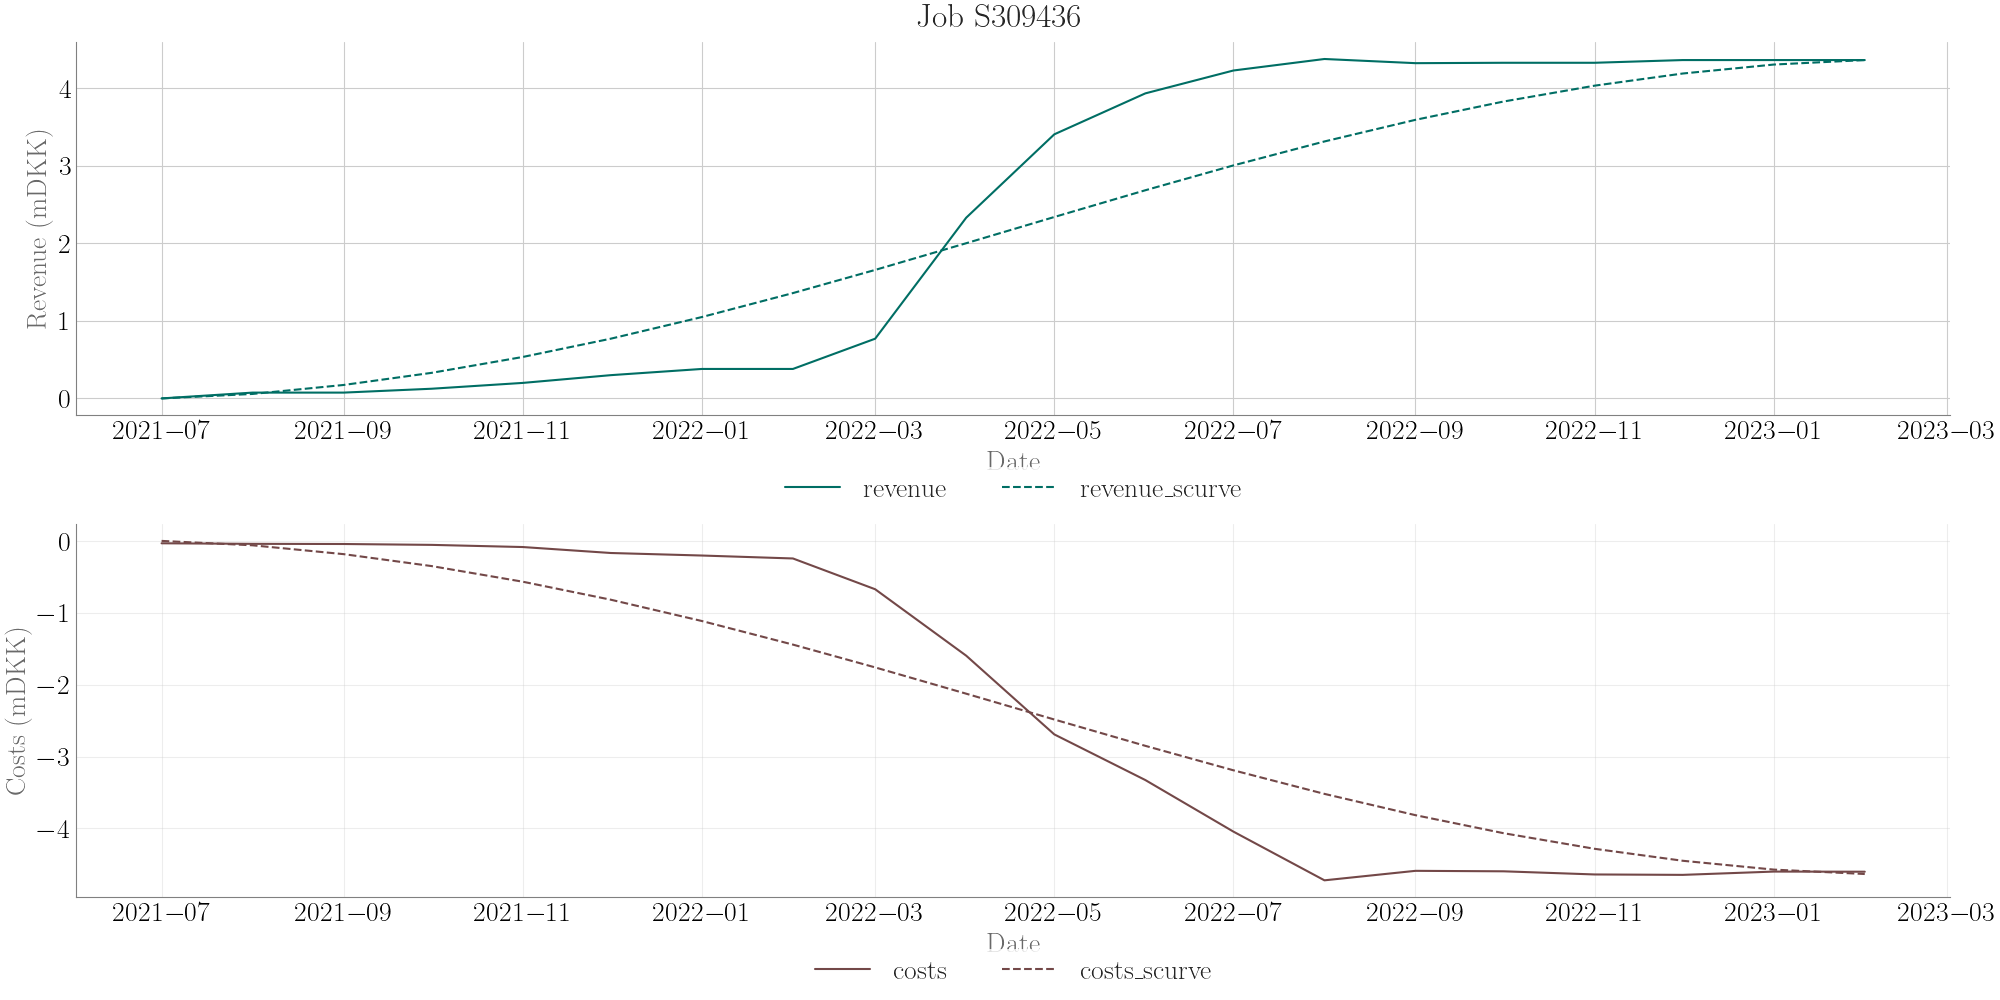 Job S309436
Revenue (mDKK)
4
3
2
1
0
2021–07 2021–09 2021–11 2022–01 2022–03 2022–05 2022–07 2022–09 2022–11 2023–01 2023–03
Date
revenue revenue_scurve
Costs (mDKK)
0
−1
−2
−3
−4
2021–07 2021–09 2021–11 2022–01 2022–03 2022–05 2022–07 2022–09 2022–11 2023–01 2023–03
Date
costs costs_scurve